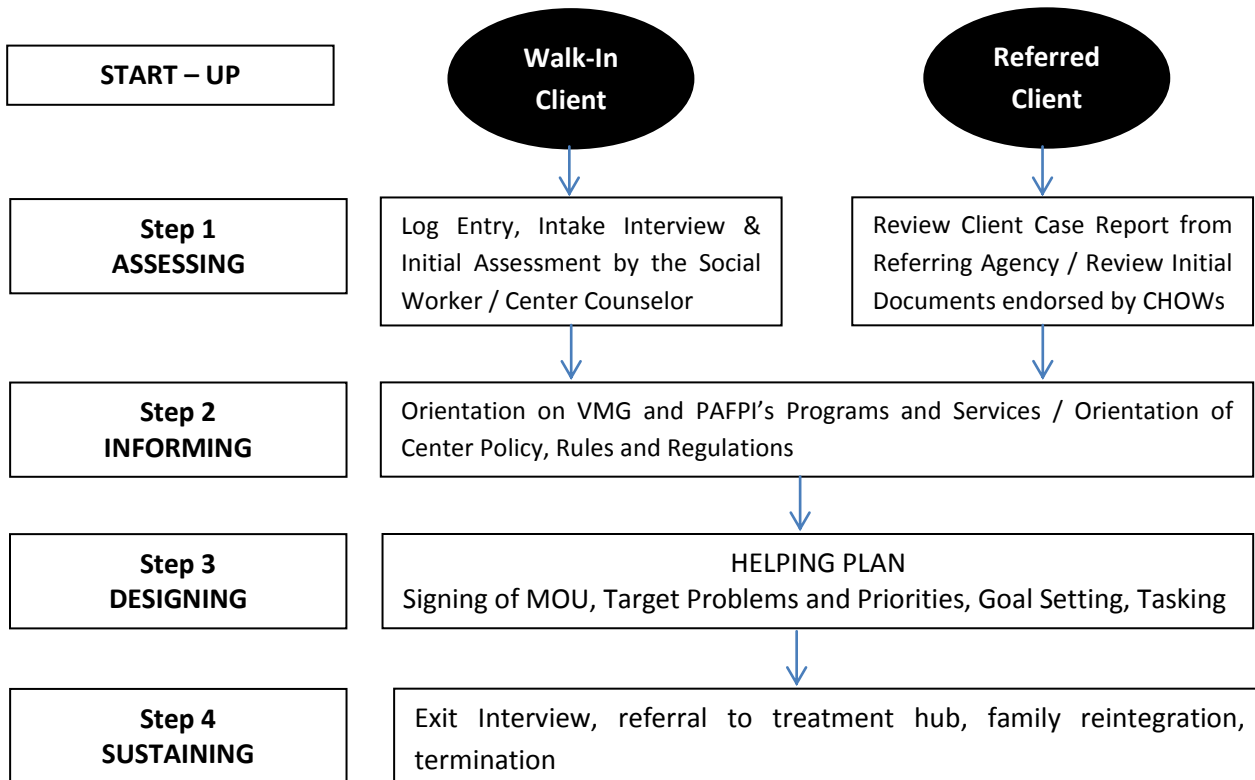 START – UP
Walk-In
Client
Referred
Client
Step 1
ASSESSING
Log Entry, Intake Interview &
Initial Assessment by the Social
Worker / Center Counselor
Review Client Case Report from
Referring Agency / Review Initial
Documents endorsed by CHOWs
Step 2
INFORMING
Orientation on VMG and PAFPI’s Programs and Services / Orientation of
Center Policy, Rules and Regulations
Step 3
DESIGNING
HELPING PLAN
Signing of MOU, Target Problems and Priorities, Goal Setting, Tasking
Step 4
SUSTAINING
Exit Interview, referral to treatment hub, family reintegration,
termination